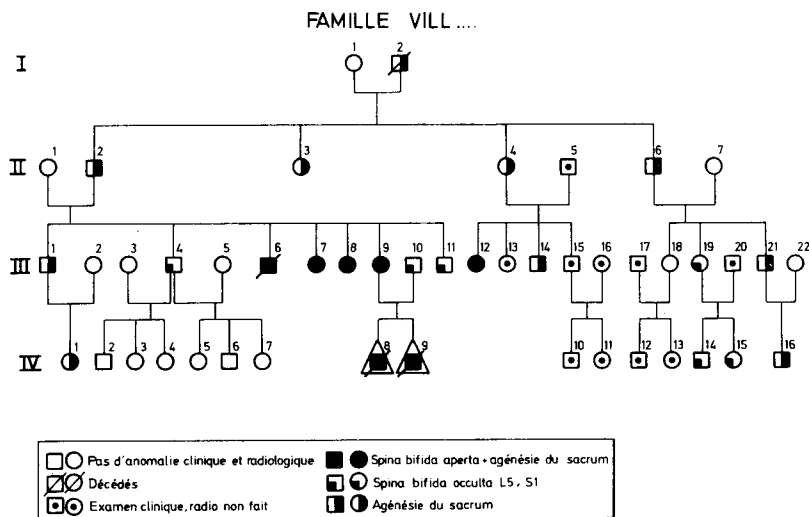 FAMILLE VILL ....
I
1 2
II
1 2 3 4 5 6 7
III
1 2 3 4 5 6 7 8 9 10 11 12 13 14 15 16 17 18 19 20 21 22
IV
1 2 3 4 5 6 7 8 9 10 11 12 13 14 15 16
Pas d'anomalie clinique et radiologique
Spina bifida aperta + agénésie du sacrum
Décédés
Spina bifida occulta L5, S1
Examen clinique, radio non fait
Agénésie du sacrum